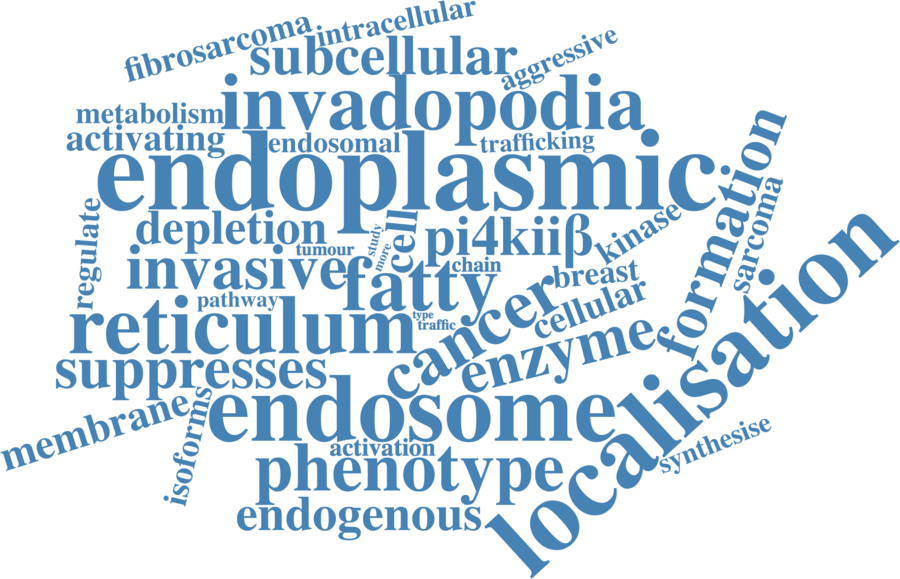 fibrosarcoma
intracellular
subcellular
aggressive
metabolism
invadopodia
activating
endosomal
trafficking
endoplasmic
formation
regulate
depletion
tumour
study
more
cell
pi4kiiβ
kinase
sarcoma
invasive
fatty
chain
breast
pathway
reticulum
type
traffic
cancer
cellular
localisation
suppresses
enzyme
membrane
isoforms
endosome
activation
synthesise
phenotype
endogenous